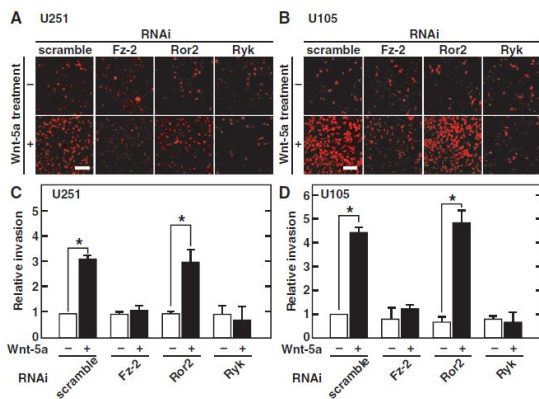 A U251
RNAi
scramble Fz-2 Ror2 Ryk
Wnt-5a treatment
−
+
B U105
RNAi
scramble Fz-2 Ror2 Ryk
Wnt-5a treatment
−
+
C U251
Relative invasion
5
4
3
2
1
0
* *
Wnt-5a − + − + − + − +
RNAi scramble Fz-2 Ror2 Ryk
D U105
Relative invasion
6
5
4
3
2
1
0
* *
Wnt-5a − + − + − + − +
RNAi scramble Fz-2 Ror2 Ryk